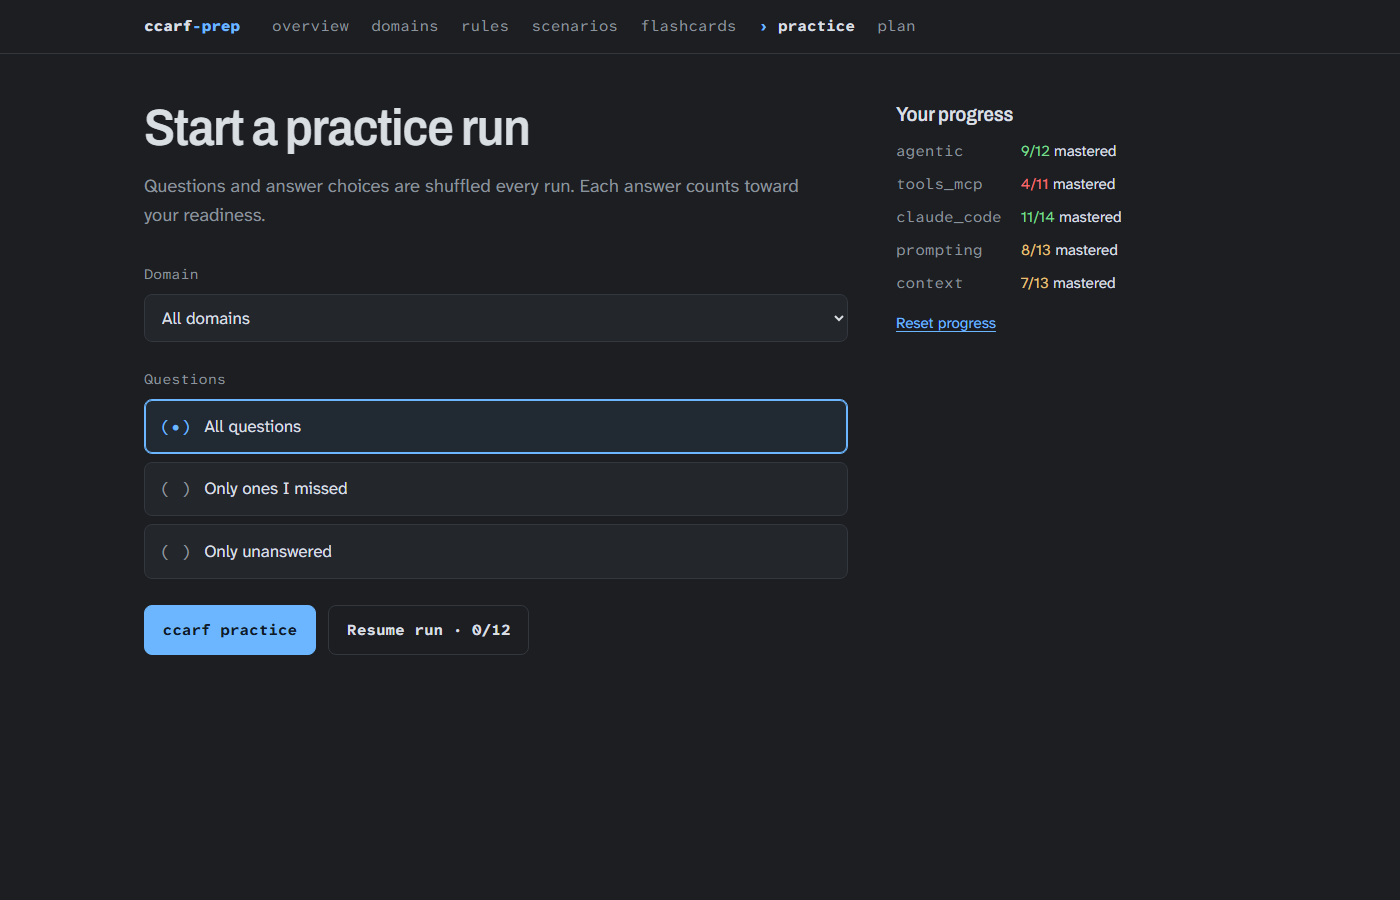 ccarf-prep overview domains rules scenarios flashcards › practice plan
Start a practice run
Questions and answer choices are shuffled every run. Each answer counts toward
your readiness.
Domain
All domains
Questions
(•) All questions
( ) Only ones I missed
( ) Only unanswered
ccarf practice
Resume run · 0/12
Your progress
agentic 9/12 mastered
tools_mcp 4/11 mastered
claude_code 11/14 mastered
prompting 8/13 mastered
context 7/13 mastered
Reset progress